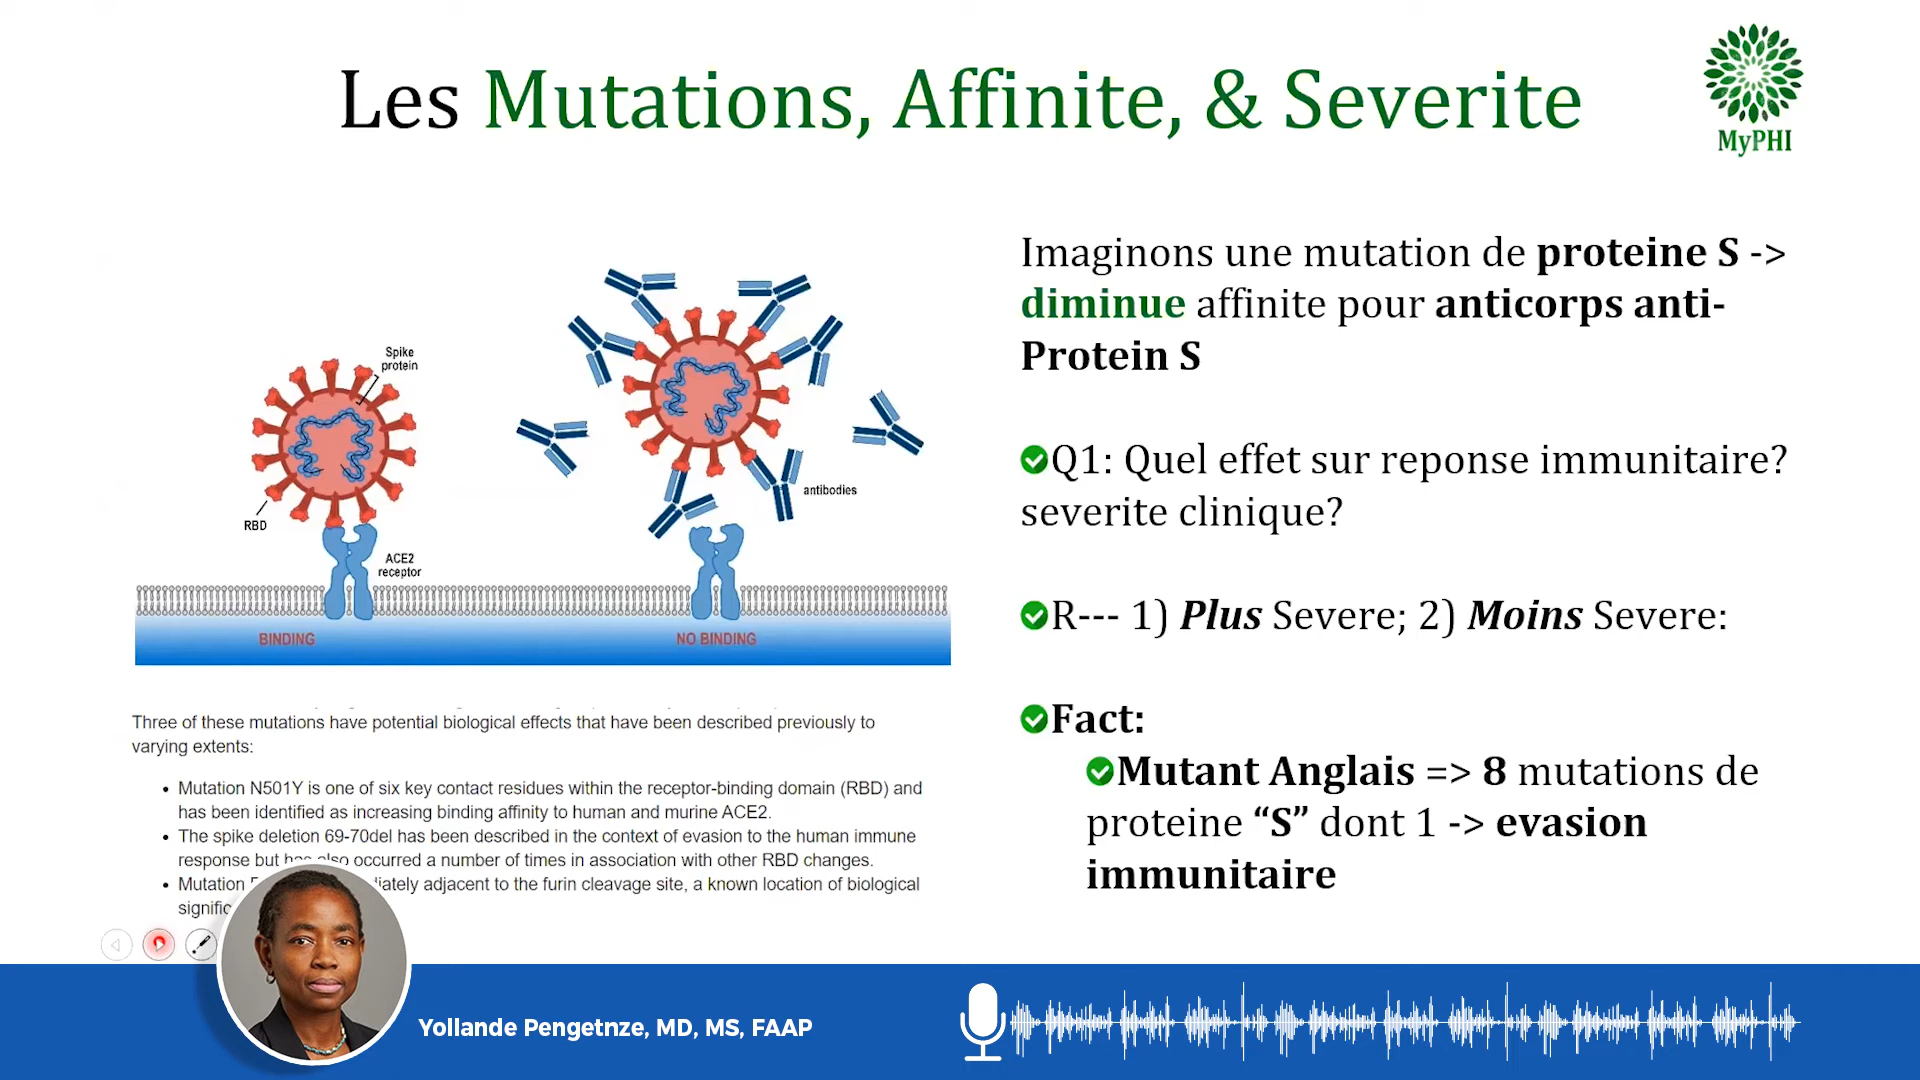 Les Mutations, Affinite, & Severite
MyPHI
Imaginons une mutation de proteine S ->
diminue affinite pour anticorps anti-
Protein S
Q1: Quel effet sur reponse immunitaire?
severite clinique?
R--- 1) Plus Severe; 2) Moins Severe:
Fact:
Mutant Anglais => 8 mutations de
proteine “S” dont 1 -> evasion
immunitaire
Spike
protein
RBD
ACE2
receptor
antibodies
BINDING
NO BINDING
Three of these mutations have potential biological effects that have been described previously to
varying extents:
• Mutation N501Y is one of six key contact residues within the receptor-binding domain (RBD) and
has been identified as increasing binding affinity to human and murine ACE2.
• The spike deletion 69-70del has been described in the context of evasion to the human immune
response but has also occurred a number of times in association with other RBD changes.
• Mutation adjacent to the furin cleavage site, a known location of biological
Yollande Pengetnze, MD, MS, FAAP